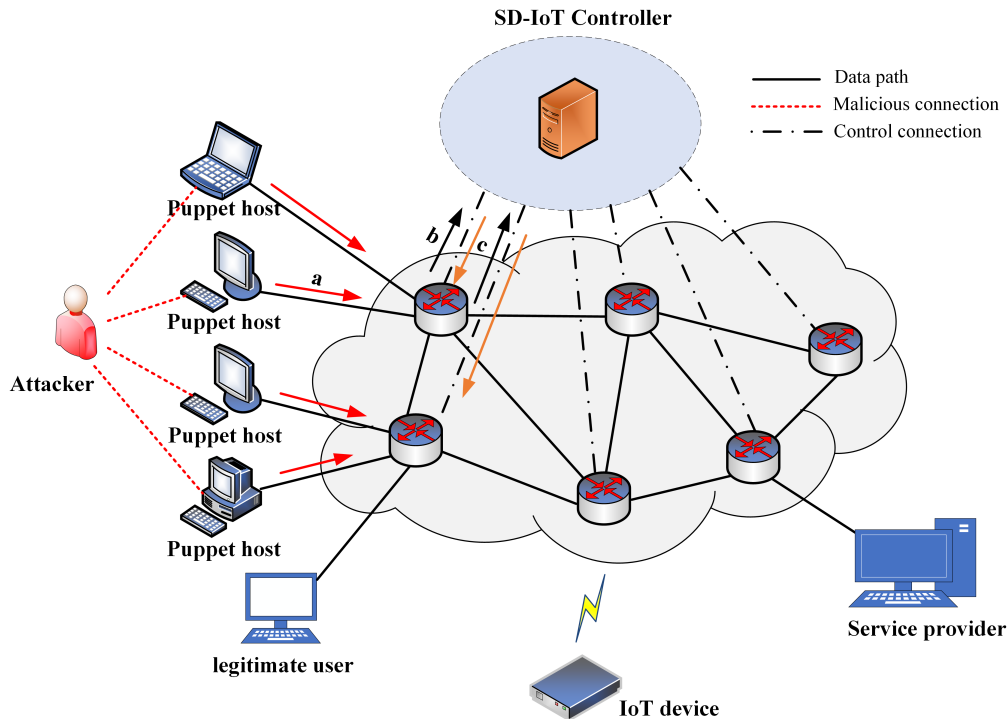 SD-IoT Controller
Data path
Malicious connection
Control connection
Puppet host
b
c
a
Puppet host
Attacker
Puppet host
Puppet host
legitimate user
Service provider
IoT device